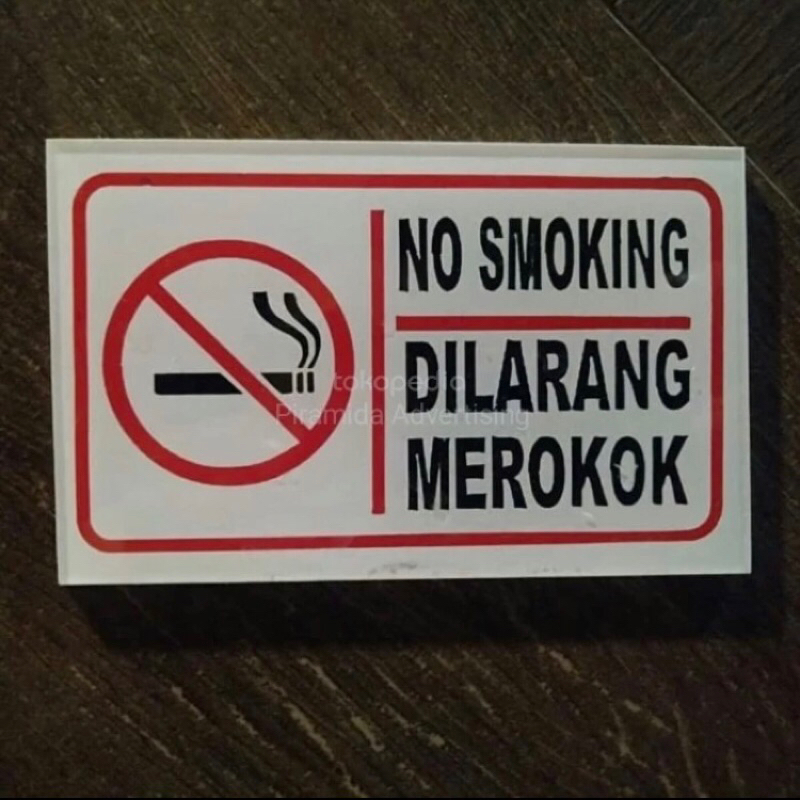 NO SMOKING
DILARANG
MEROKOK
tokopedia
Piramida Advertising